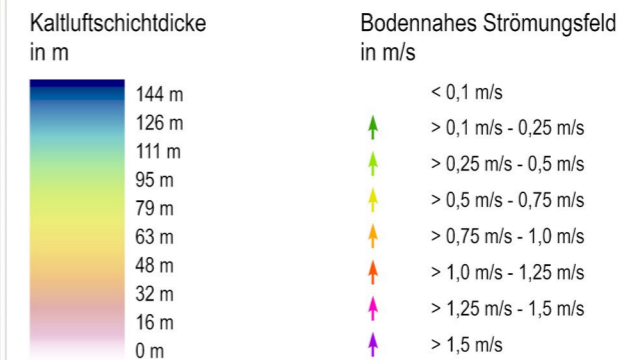 Kaltluftschichtdicke
in m
144 m
126 m
111 m
95 m
79 m
63 m
48 m
32 m
16 m
0 m
Bodennahes Strömungsfeld
in m/s
< 0,1 m/s
> 0,1 m/s - 0,25 m/s
> 0,25 m/s - 0,5 m/s
> 0,5 m/s - 0,75 m/s
> 0,75 m/s - 1,0 m/s
> 1,0 m/s - 1,25 m/s
> 1,25 m/s - 1,5 m/s
> 1,5 m/s